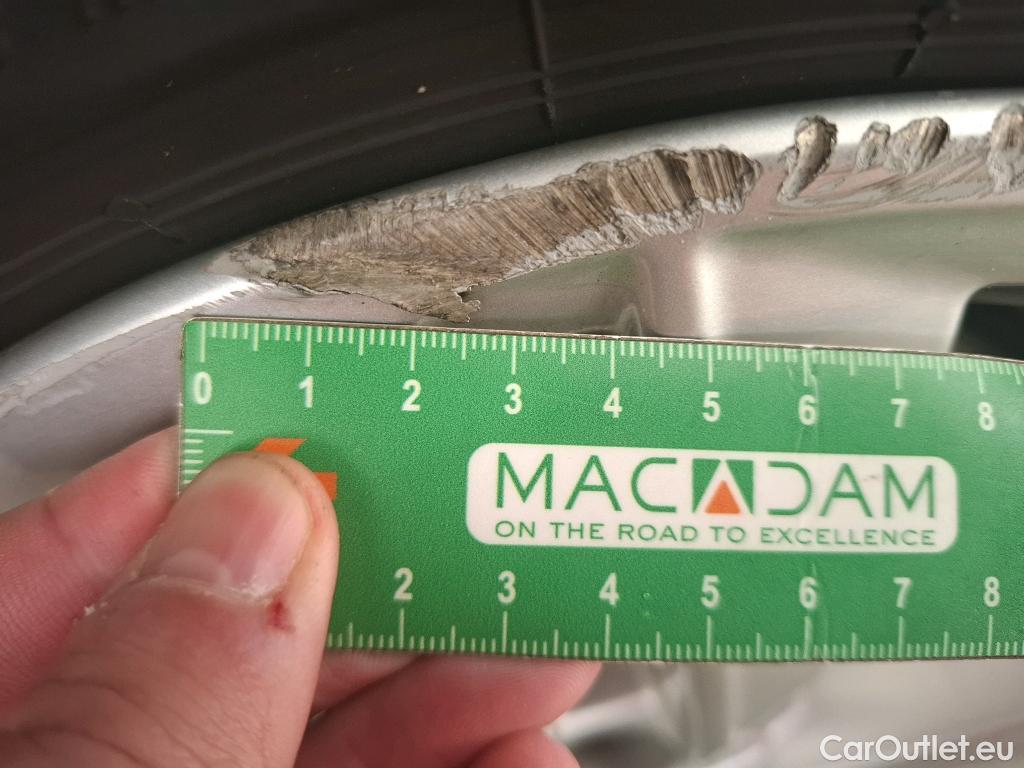 0 1 2 3 4 5 6 7 8
MACADAM
ON THE ROAD TO EXCELLENCE
2 3 4 5 6 7 8
CarOutlet.eu